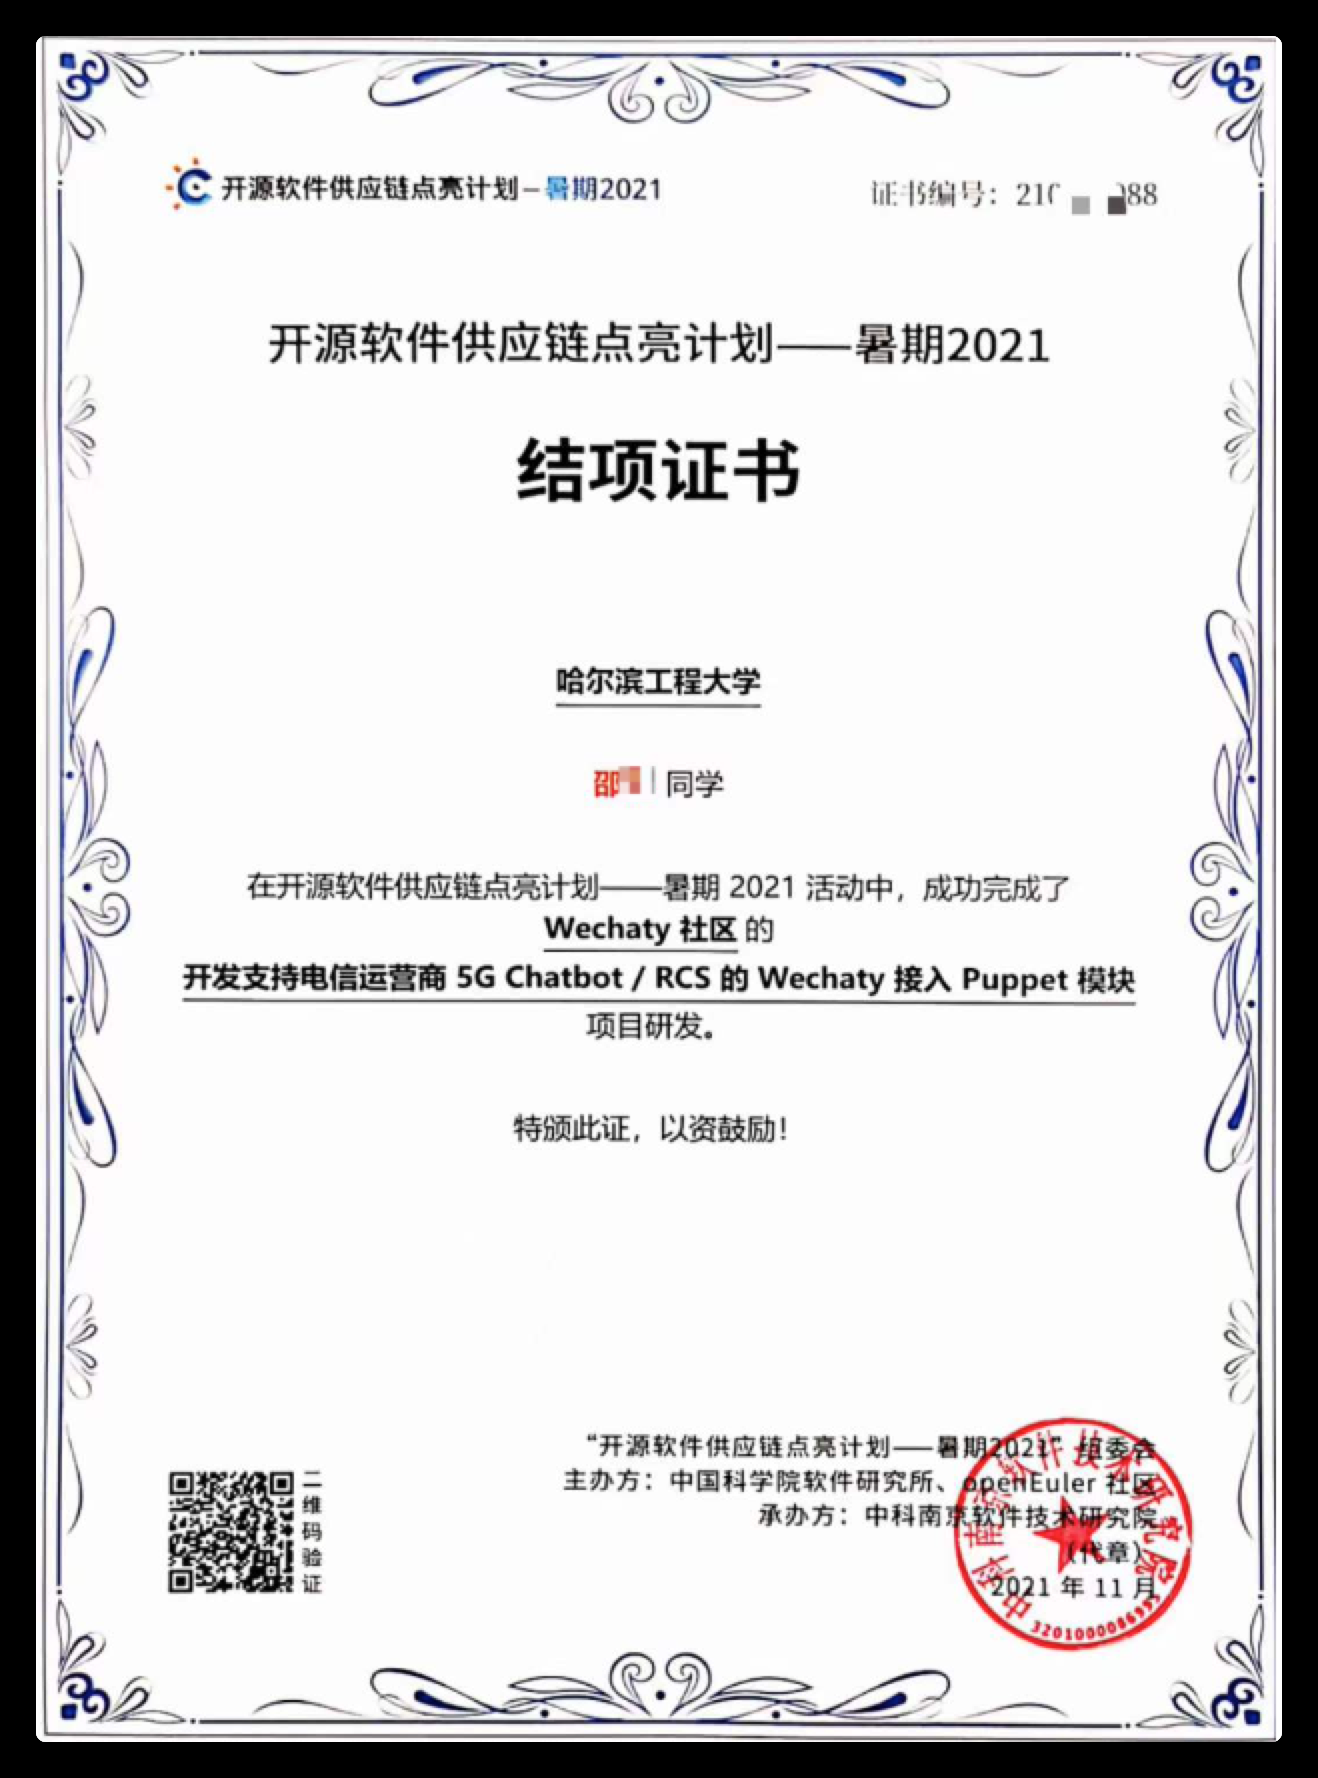 开源软件供应链点亮计划–暑期2021
证书编号：21 88
开源软件供应链点亮计划——暑期2021
结项证书
哈尔滨工程大学
邵 同学
在开源软件供应链点亮计划——暑期 2021 活动中，成功完成了
Wechaty 社区 的
开发支持电信运营商 5G Chatbot / RCS 的 Wechaty 接入 Puppet 模块
项目研发。
特颁此证，以资鼓励！
“开源软件供应链点亮计划——暑期2021” 组委会
主办方：中国科学院软件研究所、openEuler 社区
承办方：中科南京软件技术研究院
（代章）
2021 年 11 月
二维码验证
中科南京软件技术研究院